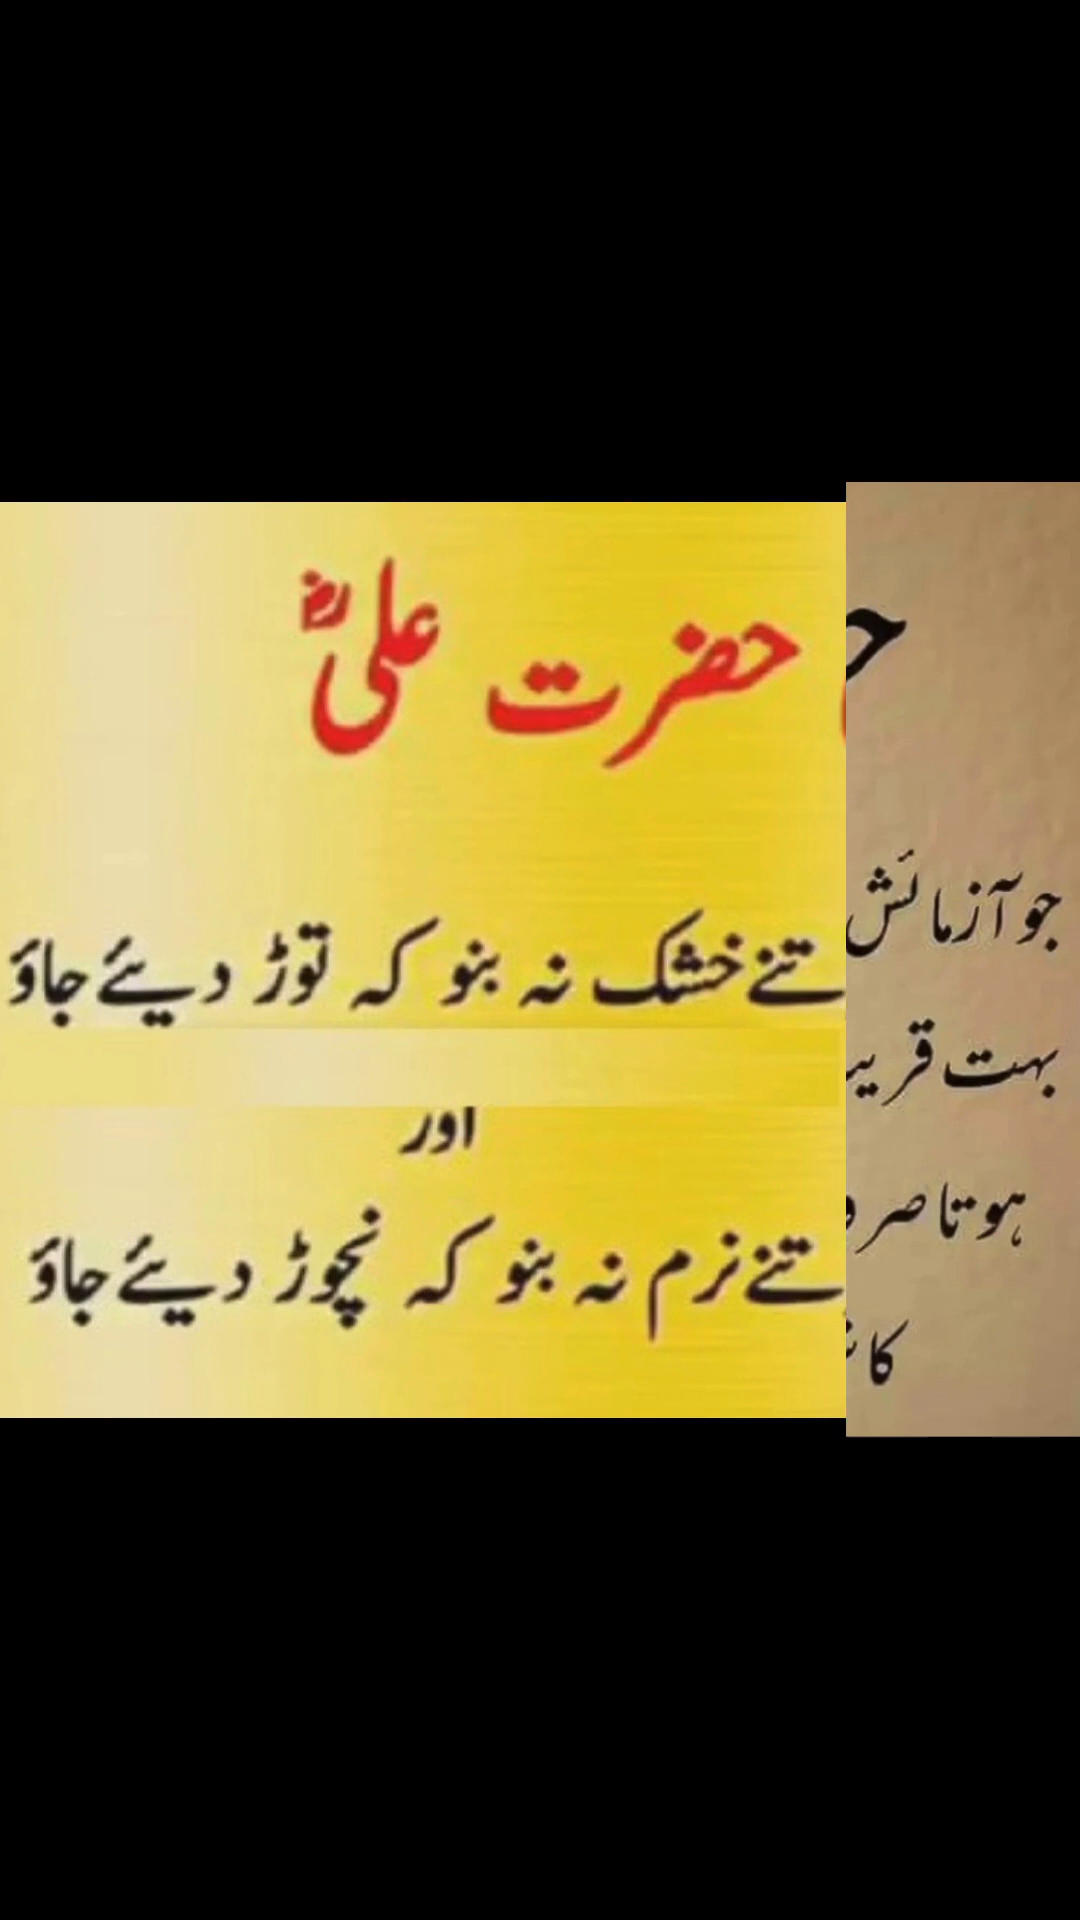 حضرت علیؓ
تنے خشک نہ بنو کہ توڑ دیئے جاؤ
اور
تنے نرم نہ بنو کہ نچوڑ دیئے جاؤ
جو آزمائش
بہت قریب
ہوتا صر
کا